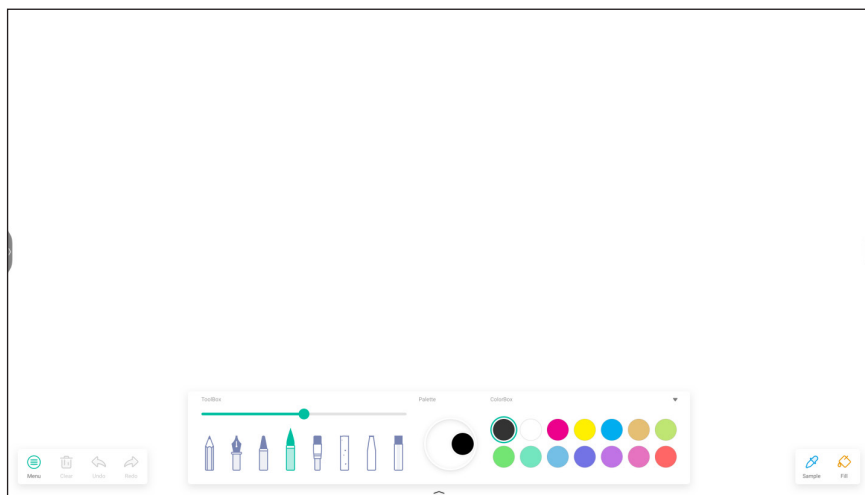 ToolBox
Palette
ColorBox
Menu
Clear
Undo
Redo
Sample
Fill